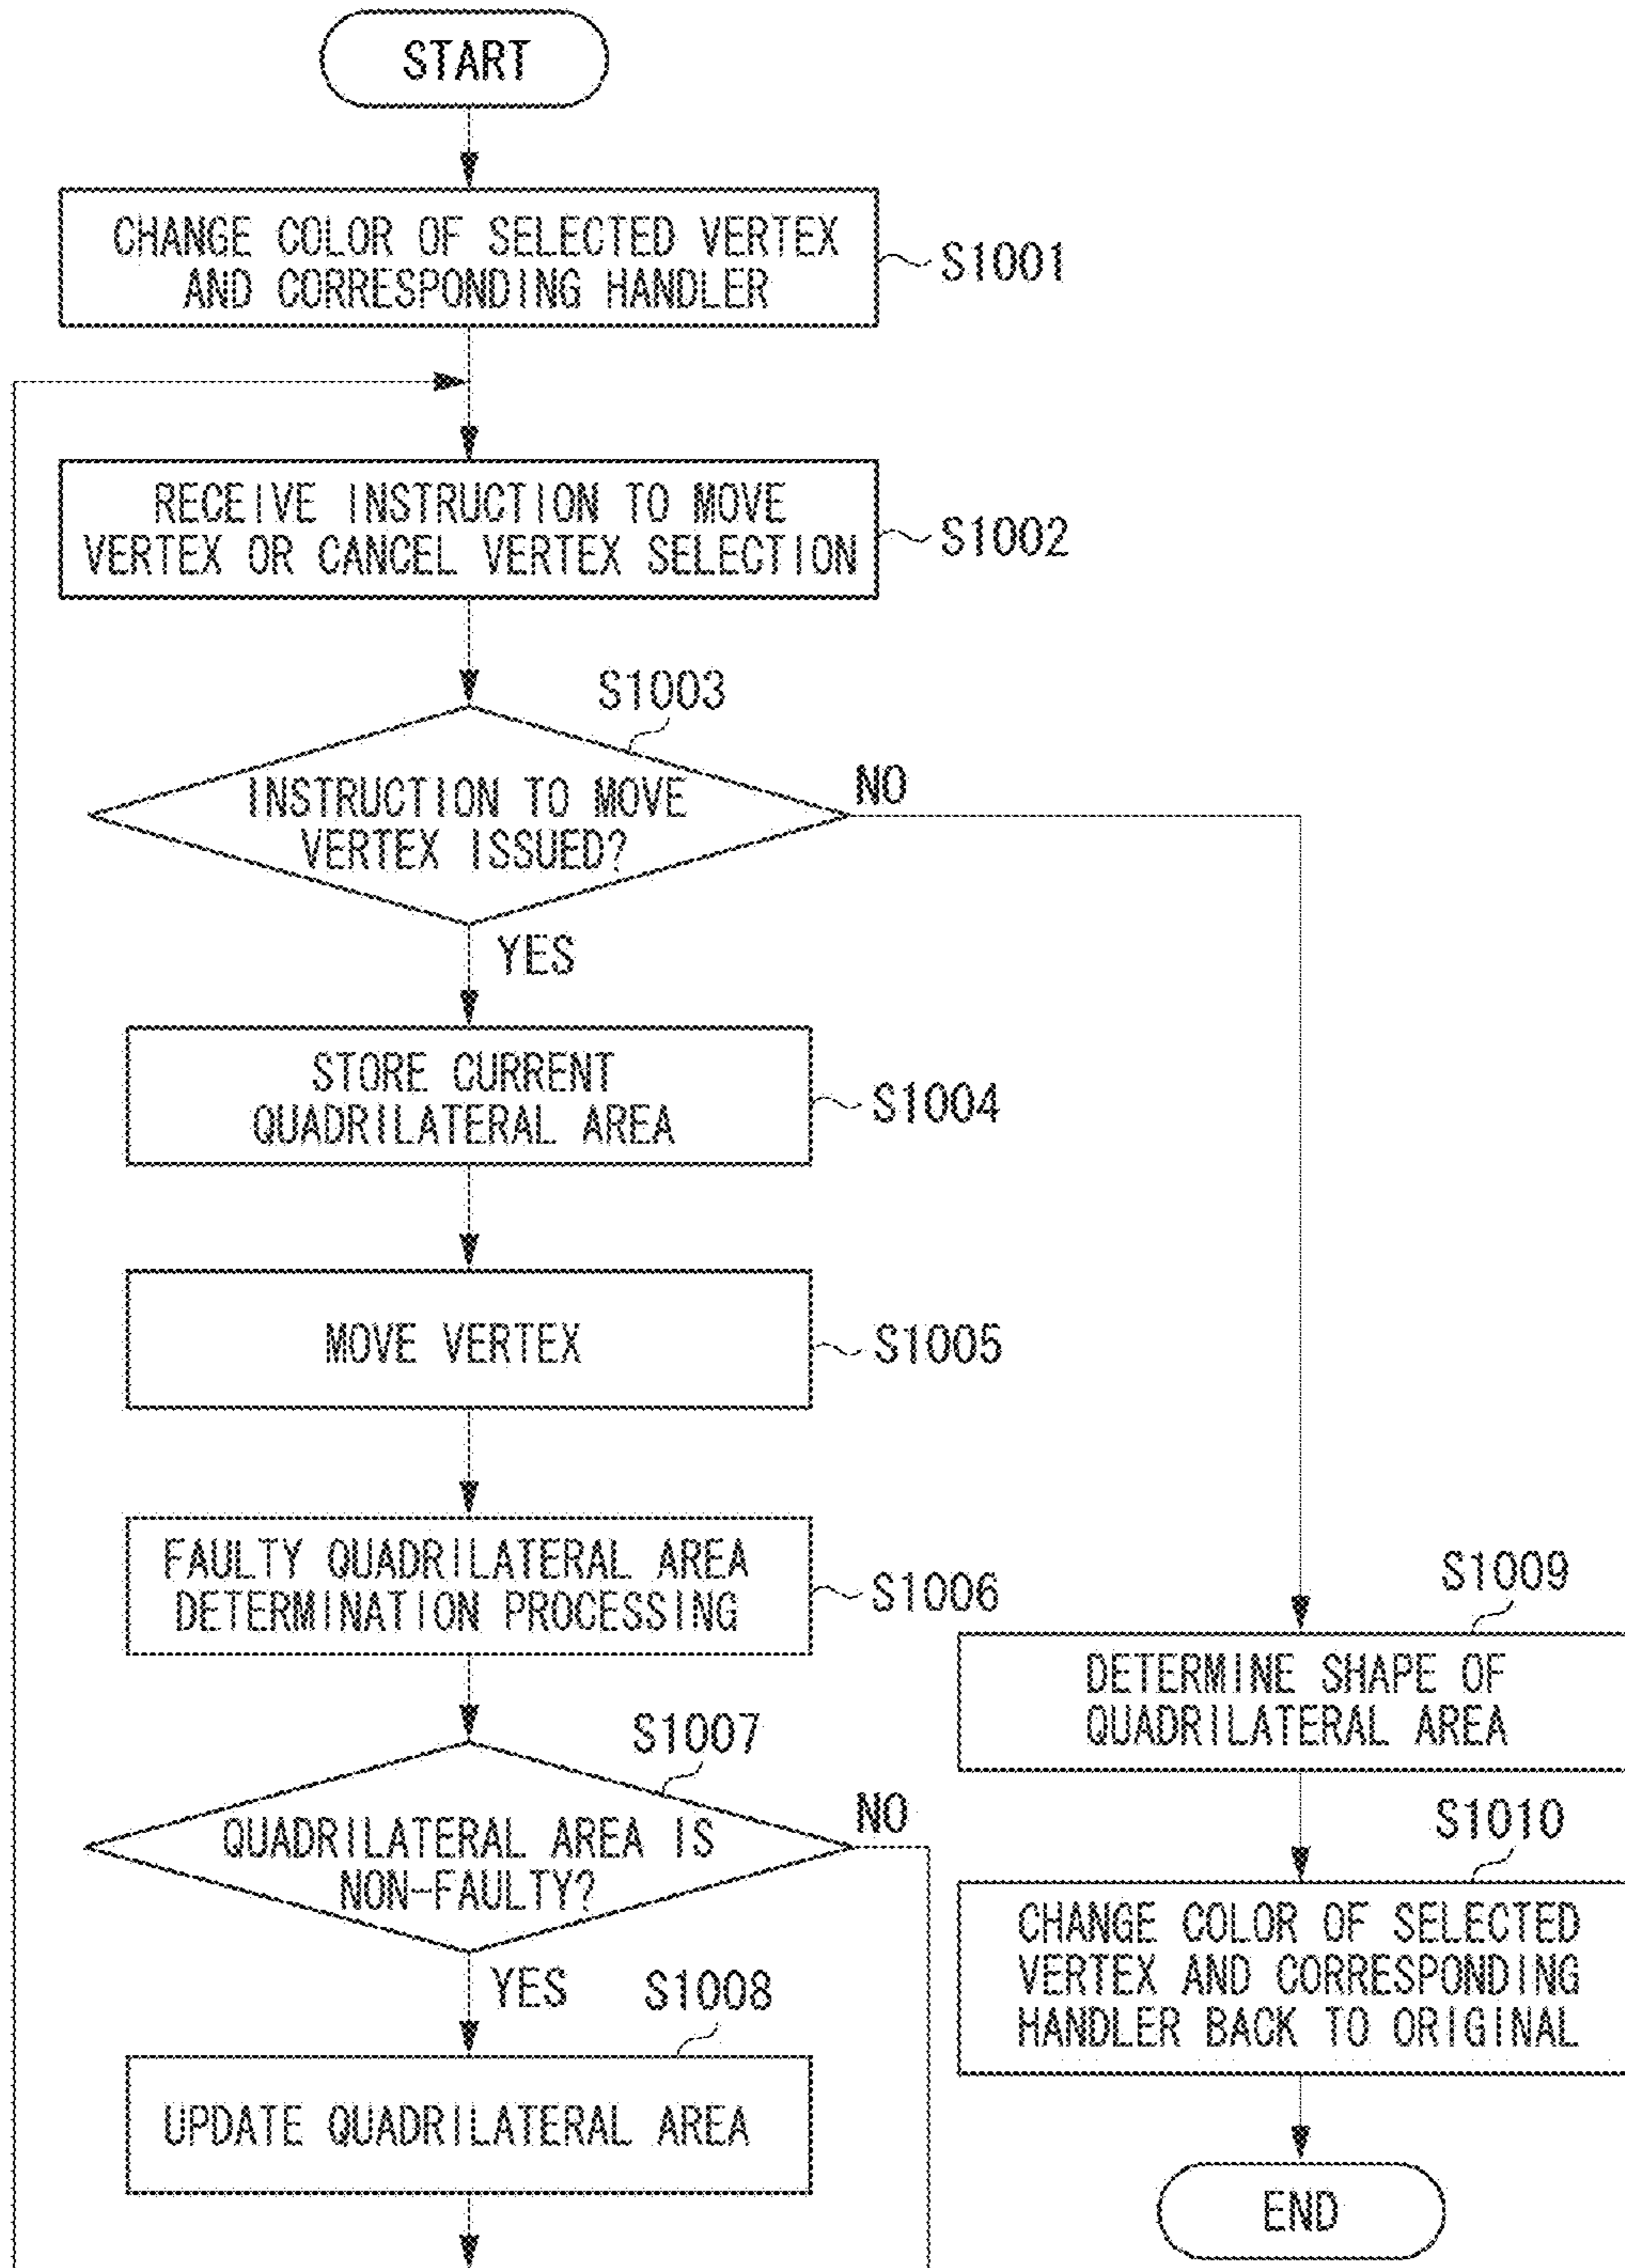 START
CHANGE COLOR OF SELECTED VERTEX
AND CORRESPONDING HANDLER
S1001
RECEIVE INSTRUCTION TO MOVE
VERTEX OR CANCEL VERTEX SELECTION
S1002
S1003
INSTRUCTION TO MOVE
VERTEX ISSUED?
NO
YES
STORE CURRENT
QUADRILATERAL AREA
S1004
MOVE VERTEX
S1005
FAULTY QUADRILATERAL AREA
DETERMINATION PROCESSING
S1006
S1007
QUADRILATERAL AREA IS
NON-FAULTY?
NO
YES
S1008
UPDATE QUADRILATERAL AREA
S1009
DETERMINE SHAPE OF
QUADRILATERAL AREA
S1010
CHANGE COLOR OF SELECTED
VERTEX AND CORRESPONDING
HANDLER BACK TO ORIGINAL
END